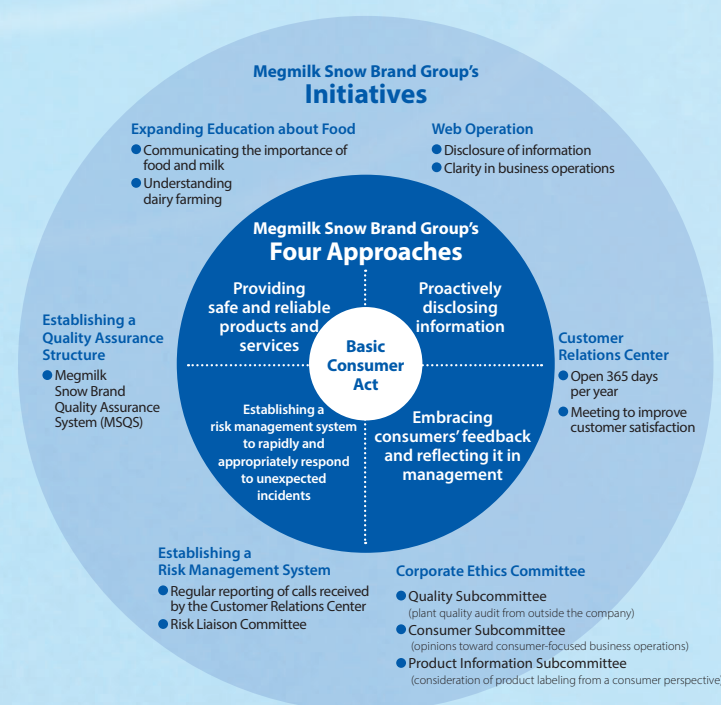 Megmilk Snow Brand Group's
Initiatives
Expanding Education about Food
● Communicating the importance of
food and milk
● Understanding
dairy farming
Web Operation
● Disclosure of information
● Clarity in business operations
Megmilk Snow Brand Group's
Four Approaches
Providing
safe and reliable
products and
services
Proactively
disclosing
information
Basic
Consumer
Act
Establishing a
risk management system
to rapidly and
appropriately respond
to unexpected
incidents
Embracing
consumers' feedback
and reflecting it in
management
Establishing a
Quality Assurance
Structure
● Megmilk
Snow Brand
Quality Assurance
System (MSQS)
Customer
Relations Center
● Open 365 days
per year
● Meeting to improve
customer satisfaction
Establishing a
Risk Management System
● Regular reporting of calls received
by the Customer Relations Center
● Risk Liaison Committee
Corporate Ethics Committee
● Quality Subcommittee
(plant quality audit from outside the company)
● Consumer Subcommittee
(opinions toward consumer-focused business operations)
● Product Information Subcommittee
(consideration of product labeling from a consumer perspective)